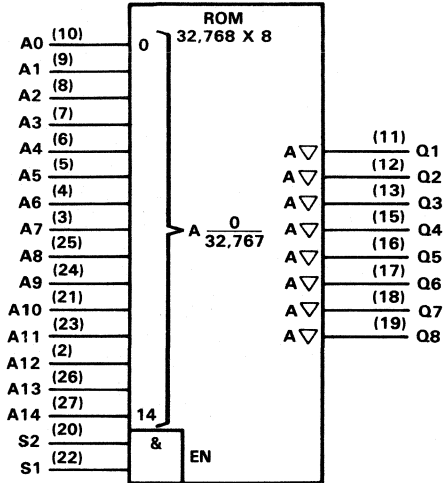 ROM
32,768 X 8
A0 (10) 0
A1 (9)
A2 (8)
A3 (7)
A4 (6)
A5 (5)
A6 (4)
A7 (3)
A8 (25)
A9 (24)
A10 (21)
A11 (23)
A12 (2)
A13 (26)
A14 (27) 14
S2 (20) &
S1 (22) EN
A 0
32,767
A ▽ (11) Q1
A ▽ (12) Q2
A ▽ (13) Q3
A ▽ (15) Q4
A ▽ (16) Q5
A ▽ (17) Q6
A ▽ (18) Q7
A ▽ (19) Q8